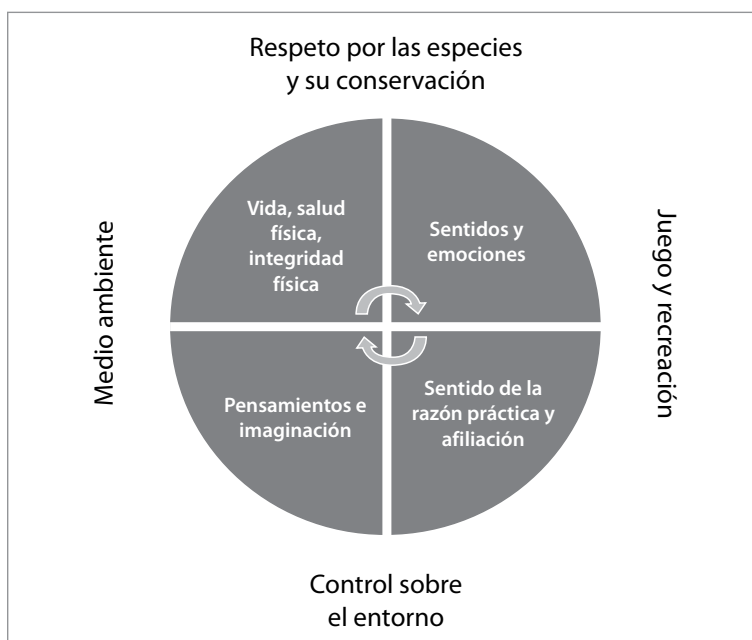 Respeto por las especies
y su conservación
Medio ambiente
Vida, salud
física,
integridad
física
Sentidos y
emociones
Juego y recreación
Pensamientos e
imaginación
Sentido de la
razón práctica y
afiliación
Control sobre
el entorno